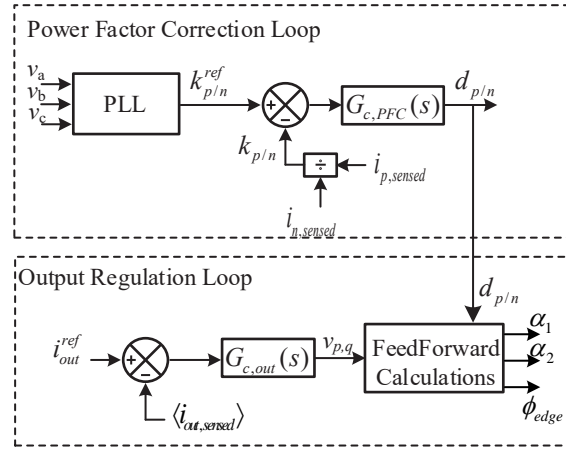 Power Factor Correction Loop
v_a
v_b
v_c
PLL
k_{p/n}^{ref}
+
−
G_{c,PFC}(s)
d_{p/n}
k_{p/n}
÷
i_{p,sensed}
i_{n,sensed}
Output Regulation Loop
d_{p/n}
i_{out}^{ref}
+
−
G_{c,out}(s)
v_{p,q}
FeedForward
Calculations
α_1
α_2
ϕ_{edge}
⟨i_{out,sensed}⟩